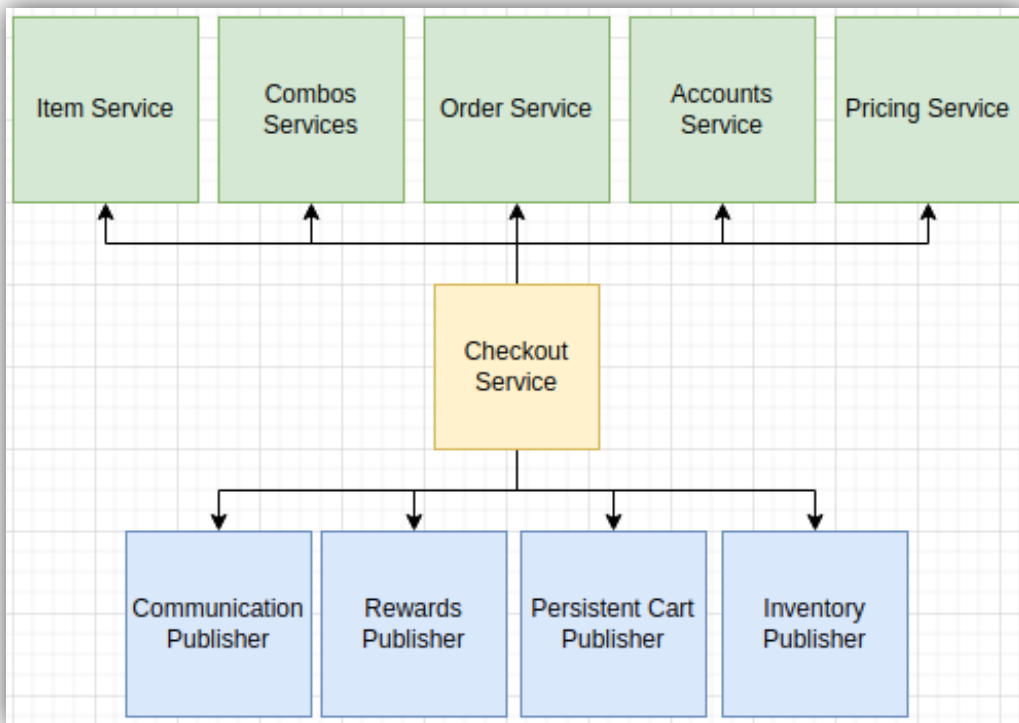 Item Service
Combos
Services
Order Service
Accounts
Service
Pricing Service
Checkout
Service
Communication
Publisher
Rewards
Publisher
Persistent Cart
Publisher
Inventory
Publisher